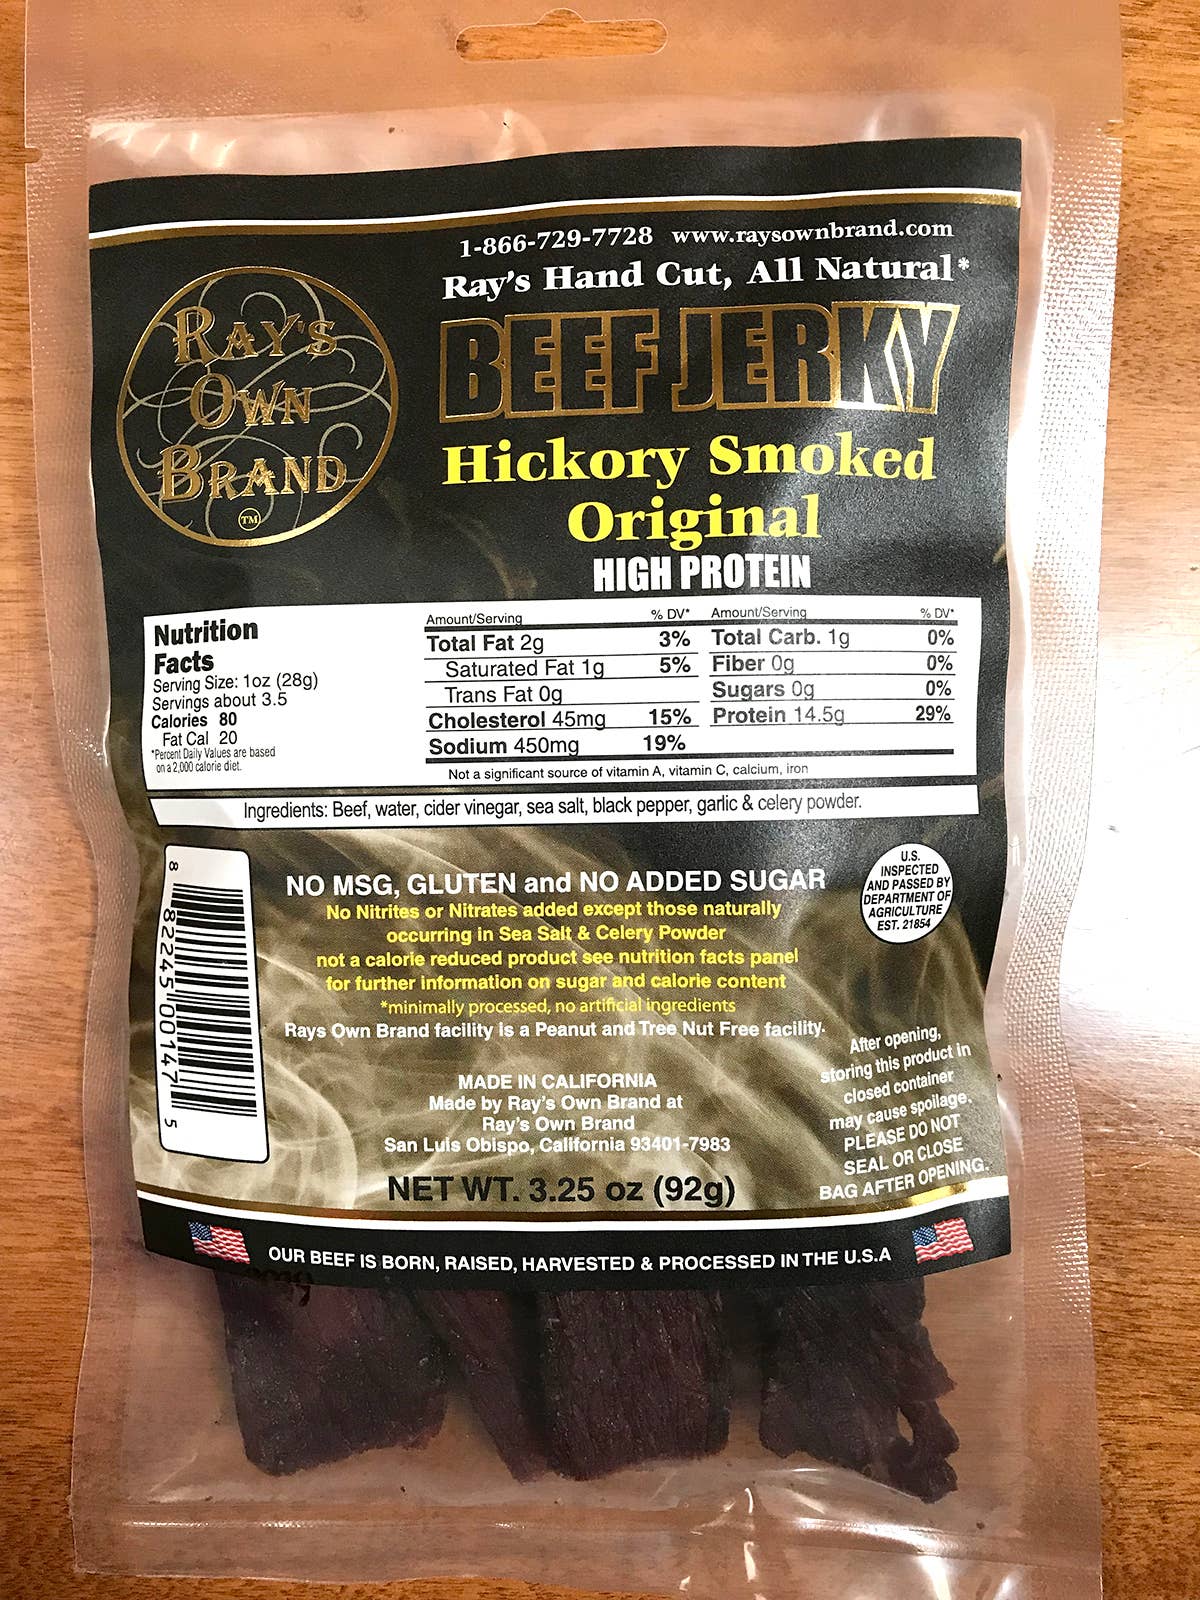 1-866-729-7728 www.raysownbrand.com
Ray's Hand Cut, All Natural*
RAY'S
OWN
BRAND
TM
BEEF JERKY
Hickory Smoked
Original
HIGH PROTEIN
Nutrition
Facts
Serving Size: 1oz (28g)
Servings about 3.5
Calories 80
Fat Cal 20
*Percent Daily Values are based
on a 2,000 calorie diet.
Amount/Serving % DV*
Total Fat 2g 3%
Saturated Fat 1g 5%
Trans Fat 0g
Cholesterol 45mg 15%
Sodium 450mg 19%
Amount/Serving % DV*
Total Carb. 1g 0%
Fiber 0g 0%
Sugars 0g 0%
Protein 14.5g 29%
Not a significant source of vitamin A, vitamin C, calcium, iron
Ingredients: Beef, water, cider vinegar, sea salt, black pepper, garlic & celery powder.
8 82245 00147 5
NO MSG, GLUTEN and NO ADDED SUGAR
No Nitrites or Nitrates added except those naturally
occurring in Sea Salt & Celery Powder
not a calorie reduced product see nutrition facts panel
for further information on sugar and calorie content
*minimally processed, no artificial ingredients
Rays Own Brand facility is a Peanut and Tree Nut Free facility.
U.S.
INSPECTED
AND PASSED BY
DEPARTMENT OF
AGRICULTURE
EST. 21854
MADE IN CALIFORNIA
Made by Ray's Own Brand at
Ray's Own Brand
San Luis Obispo, California 93401-7983
After opening,
storing this product in
closed container
may cause spoilage.
PLEASE DO NOT
SEAL OR CLOSE
BAG AFTER OPENING.
NET WT. 3.25 oz (92g)
OUR BEEF IS BORN, RAISED, HARVESTED & PROCESSED IN THE U.S.A